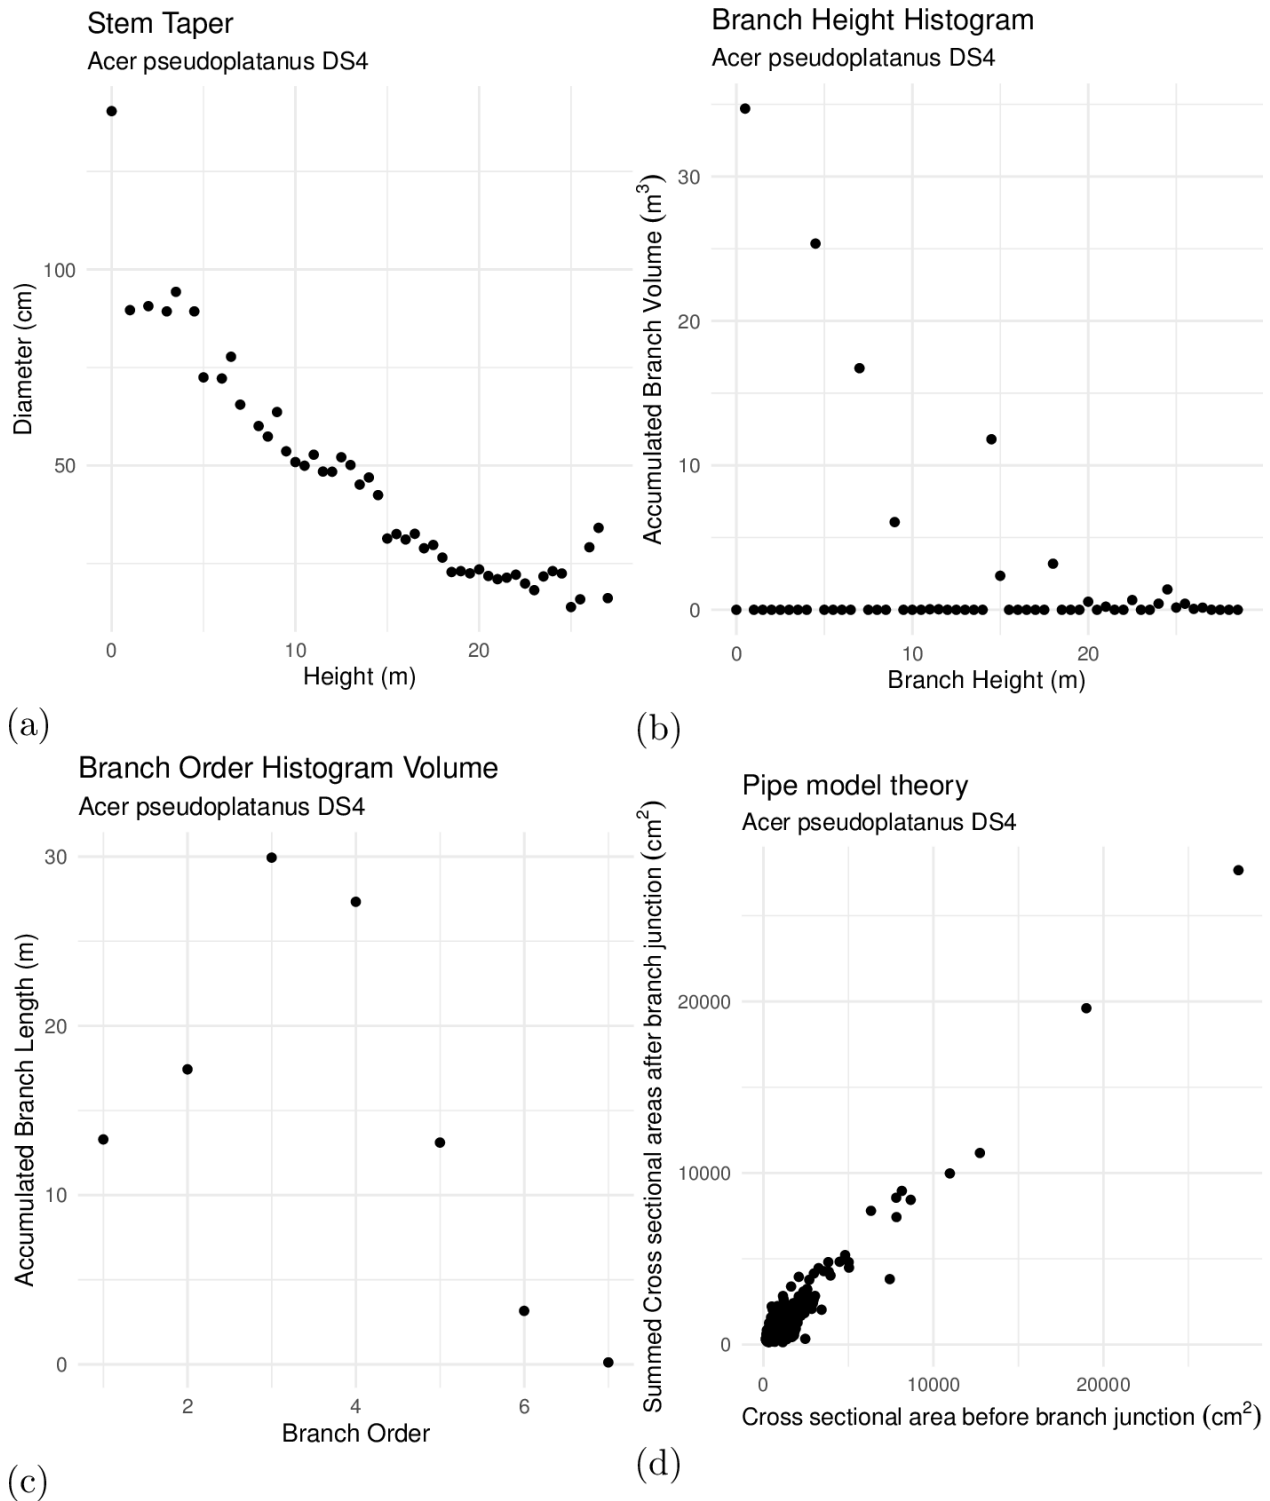 Stem Taper
Acer pseudoplatanus DS4
Diameter (cm)
100
50
0 10 20
Height (m)
(a)
Branch Height Histogram
Acer pseudoplatanus DS4
Accumulated Branch Volume (m³)
30
20
10
0
0 10 20
Branch Height (m)
(b)
Branch Order Histogram Volume
Acer pseudoplatanus DS4
Accumulated Branch Length (m)
30
20
10
0
2 4 6
Branch Order
(c)
Pipe model theory
Acer pseudoplatanus DS4
Summed Cross sectional areas after branch junction (cm²)
20000
10000
0
0 10000 20000
Cross sectional area before branch junction (cm²)
(d)